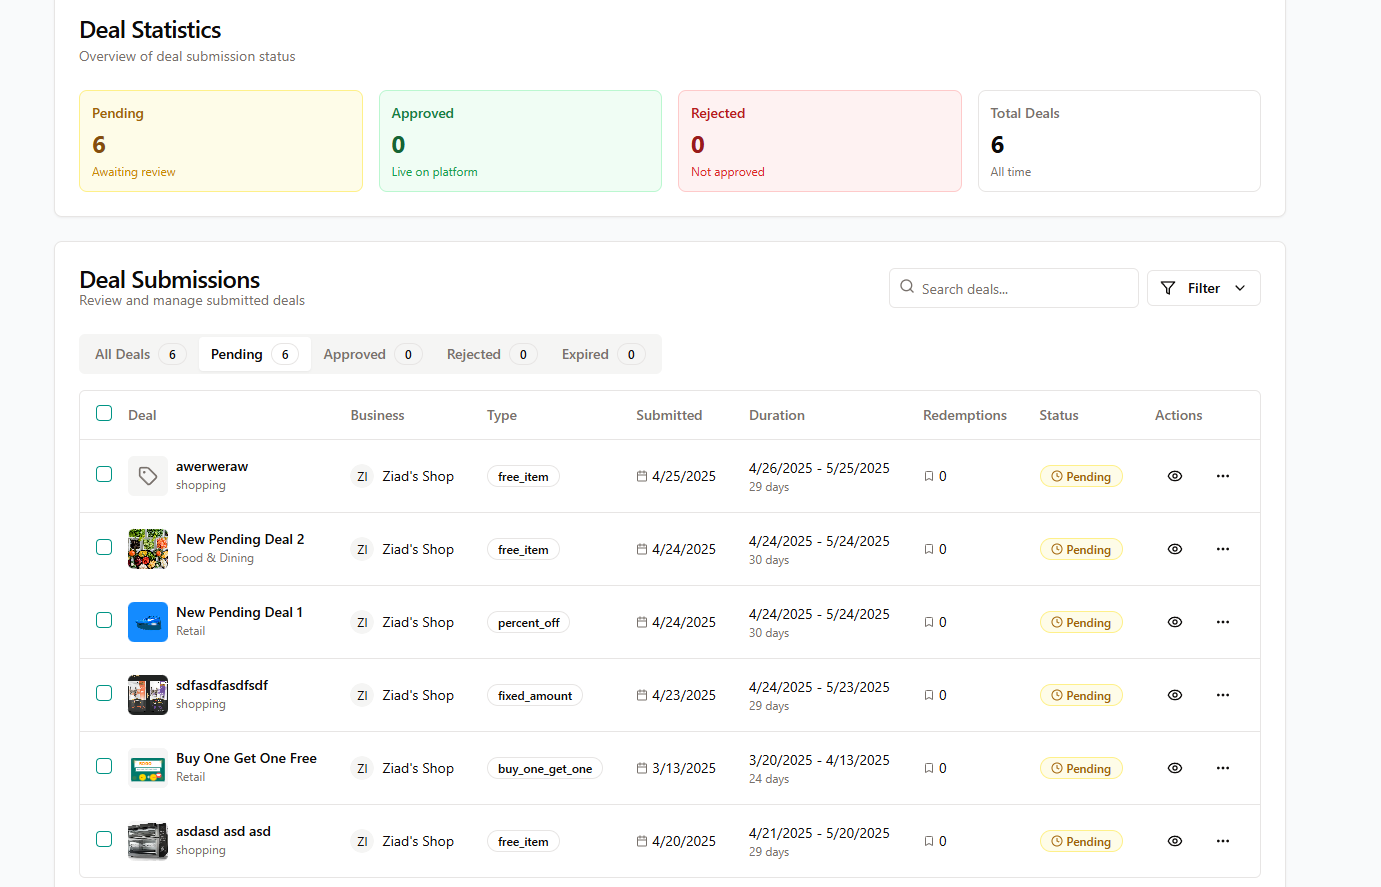 Deal Statistics
Overview of deal submission status
Pending
6
Awaiting review
Approved
0
Live on platform
Rejected
0
Not approved
Total Deals
6
All time
Deal Submissions
Review and manage submitted deals
Search deals...
Filter
All Deals 6 Pending 6 Approved 0 Rejected 0 Expired 0
Deal Business Type Submitted Duration Redemptions Status Actions
awerweraw
shopping
ZI Ziad's Shop free_item 4/25/2025
4/26/2025 - 5/25/2025
29 days
0 Pending
New Pending Deal 2
Food & Dining
ZI Ziad's Shop free_item 4/24/2025
4/24/2025 - 5/24/2025
30 days
0 Pending
New Pending Deal 1
Retail
ZI Ziad's Shop percent_off 4/24/2025
4/24/2025 - 5/24/2025
30 days
0 Pending
sdfasdfasdfsdf
shopping
ZI Ziad's Shop fixed_amount 4/23/2025
4/24/2025 - 5/23/2025
29 days
0 Pending
Buy One Get One Free
Retail
ZI Ziad's Shop buy_one_get_one 3/13/2025
3/20/2025 - 4/13/2025
24 days
0 Pending
asdasd asd asd
shopping
ZI Ziad's Shop free_item 4/20/2025
4/21/2025 - 5/20/2025
29 days
0 Pending